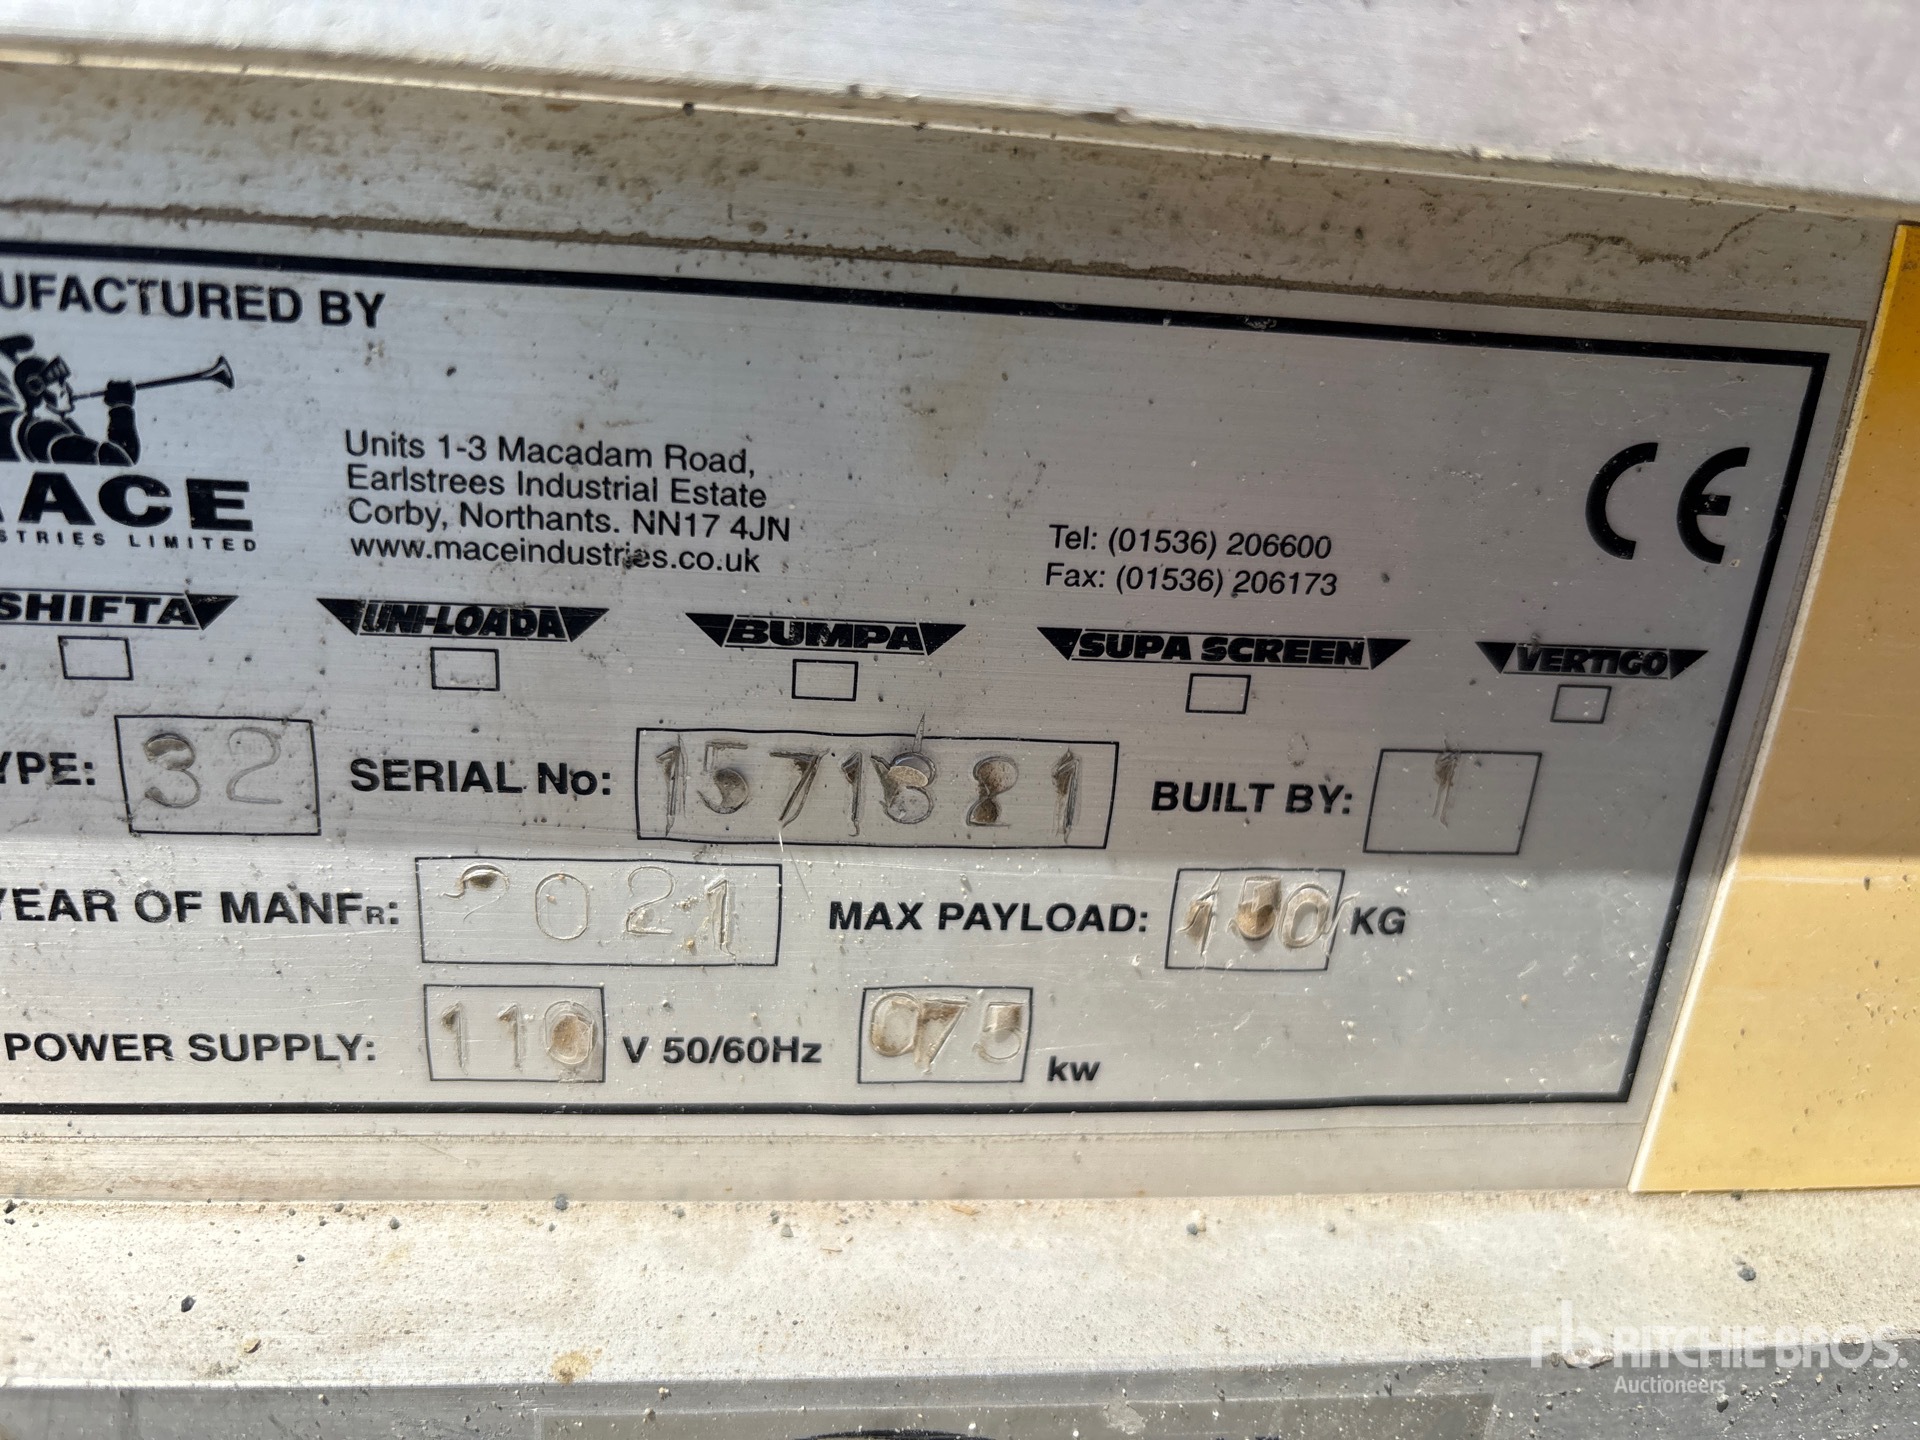 UFACTURED BY
ACE
STRIES LIMITED
Units 1-3 Macadam Road,
Earlstrees Industrial Estate
Corby, Northants. NN17 4JN
www.maceindustries.co.uk
Tel: (01536) 206600
Fax: (01536) 206173
CE
SHIFTA UNI-LOADA BUMPA SUPA SCREEN VERTIGO
YPE: 32 SERIAL No: BUILT BY: 1
YEAR OF MANFR: 2021 MAX PAYLOAD: 150 KG
POWER SUPPLY: 110 V 50/60Hz 075 kw
rb RITCHIE BROS.
Auctioneers